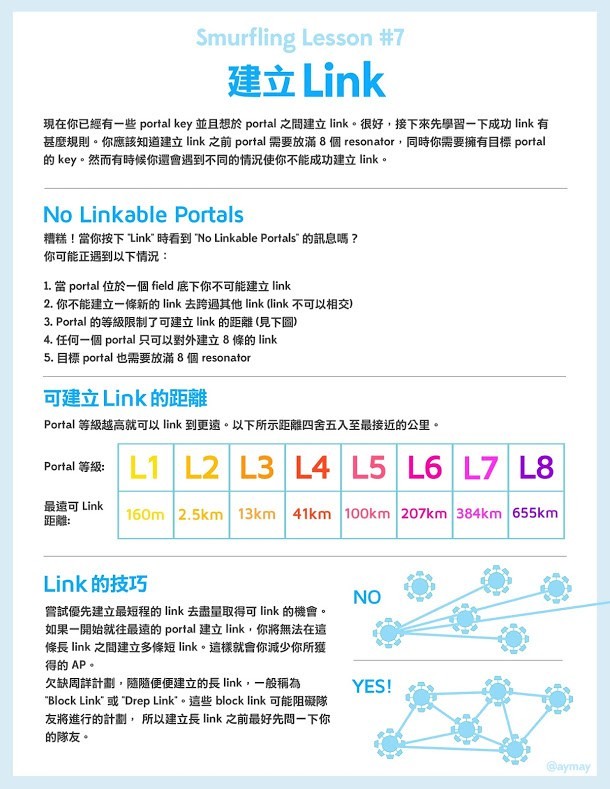 Smurfling Lesson #7
建立 Link
現在你已經有一些 portal key 並且想於 portal 之間建立 link。很好，接下來先學習一下成功 link 有
甚麼規則。你應該知道建立 link 之前 portal 需要放滿 8 個 resonator，同時你需要擁有目標 portal
的 key。然而有時候你還會遇到不同的情況使你不能成功建立 link。
No Linkable Portals
糟糕！當你按下 "Link" 時看到 "No Linkable Portals" 的訊息嗎？
你可能正遇到以下情況：
1. 當 portal 位於一個 field 底下你不可能建立 link
2. 你不能建立一條新的 link 去跨過其他 link (link 不可以相交)
3. Portal 的等級限制了可建立 link 的距離 (見下圖)
4. 任何一個 portal 只可以對外建立 8 條的 link
5. 目標 portal 也需要放滿 8 個 resonator
可建立 Link 的距離
Portal 等級越高就可以 link 到更遠。以下所示距離四舍五入至最接近的公里。
Portal 等級: L1 L2 L3 L4 L5 L6 L7 L8
最遠可 Link
距離: 160m 2.5km 13km 41km 100km 207km 384km 655km
Link 的技巧
嘗試優先建立最短程的 link 去盡量取得可 link 的機會。
如果一開始就往最遠的 portal 建立 link，你將無法在這
條長 link 之間建立多條短 link。這樣就會你減少你所獲
得的 AP。
欠缺周詳計劃，隨隨便便建立的長 link，一般稱為
"Block Link" 或 "Drep Link"。這些 block link 可能阻礙隊
友將進行的計劃， 所以建立長 link 之前最好先問一下你
的隊友。
NO
YES!
@aymay